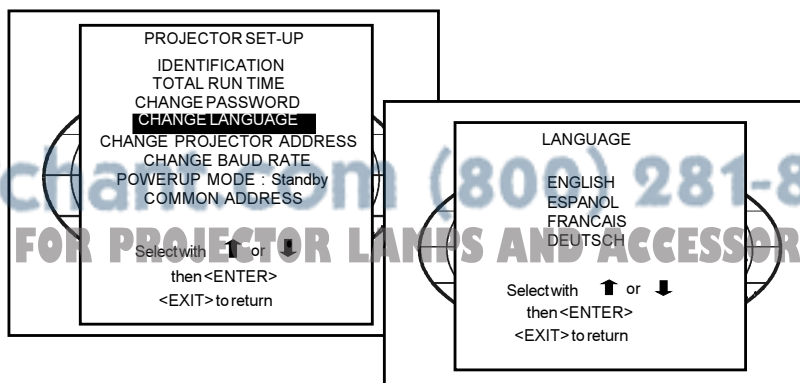 PROJECTOR SET-UP
IDENTIFICATION
TOTAL RUN TIME
CHANGE PASSWORD
CHANGE LANGUAGE
CHANGE PROJECTOR ADDRESS
CHANGE BAUD RATE
POWERUP MODE : Standby
COMMON ADDRESS
Select with ⬆ or ⬇
then <ENTER>
<EXIT> to return
LANGUAGE
ENGLISH
ESPANOL
FRANCAIS
DEUTSCH
Select with ⬆ or ⬇
then <ENTER>
<EXIT> to return
chant.com (800) 281-8
FOR PROJECTOR LAMPS AND ACCESSOR